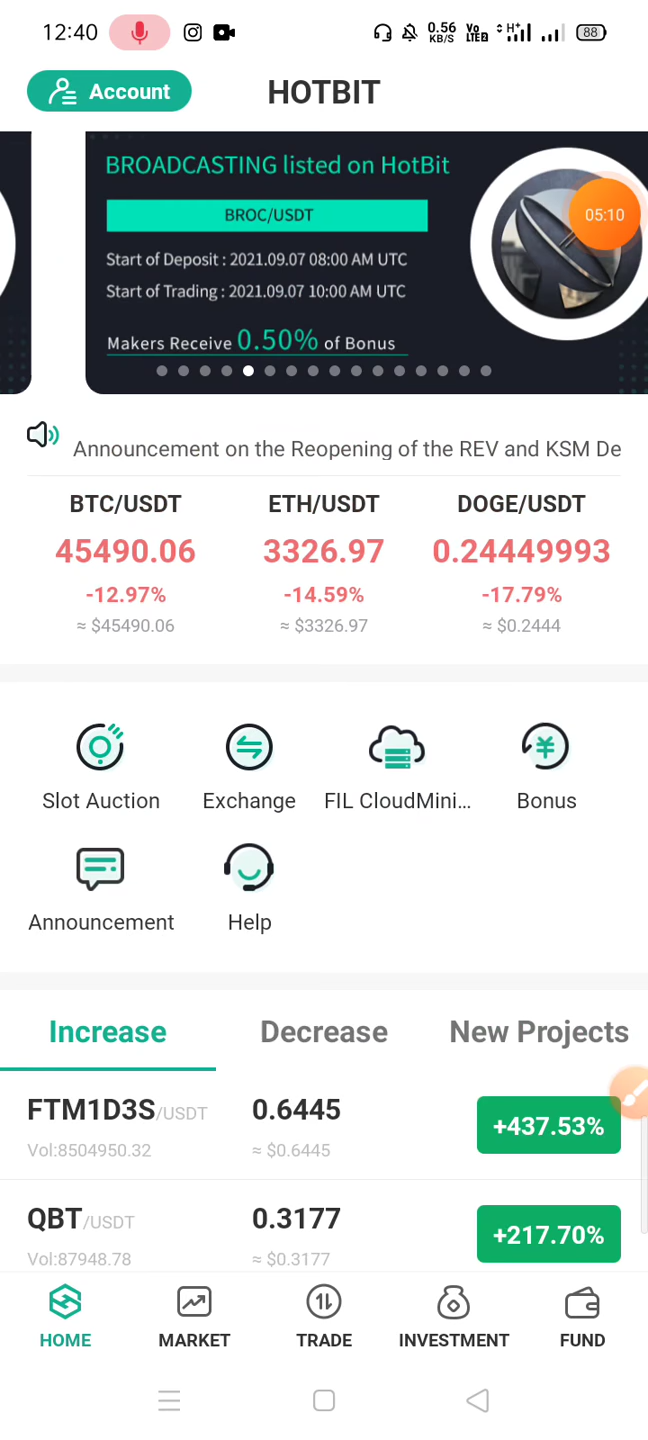 12:40 0.56 KB/S Vo LTE2 H+ 88
Account HOTBIT
BROADCASTING listed on HotBit
BROC/USDT
05:10
Start of Deposit : 2021.09.07 08:00 AM UTC
Start of Trading : 2021.09.07 10:00 AM UTC
Makers Receive 0.50% of Bonus
Announcement on the Reopening of the REV and KSM De
BTC/USDT ETH/USDT DOGE/USDT
45490.06 3326.97 0.24449993
-12.97% -14.59% -17.79%
≈ $45490.06 ≈ $3326.97 ≈ $0.2444
Slot Auction Exchange FIL CloudMini... Bonus
Announcement Help
Increase Decrease New Projects
FTM1D3S/USDT 0.6445 +437.53%
Vol:8504950.32 ≈ $0.6445
QBT/USDT 0.3177 +217.70%
Vol:87948.78 ≈ $0.3177
HOME MARKET TRADE INVESTMENT FUND